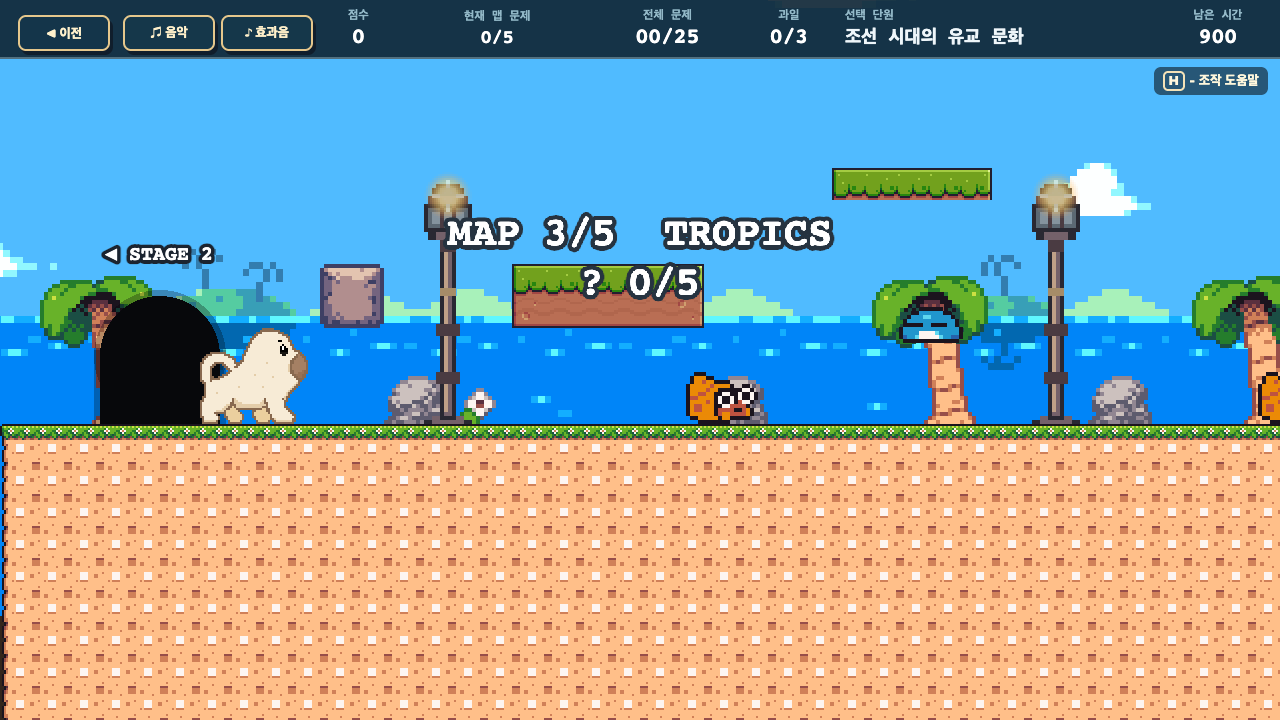 ◀ 이전
♫ 음악
♪ 효과음
점수
0
현재 맵 문제
0/5
전체 문제
00/25
과일
0/3
선택 단원
조선 시대의 유교 문화
남은 시간
900
H - 조작 도움말
MAP 3/5 TROPICS
? 0/5
◀ STAGE 2